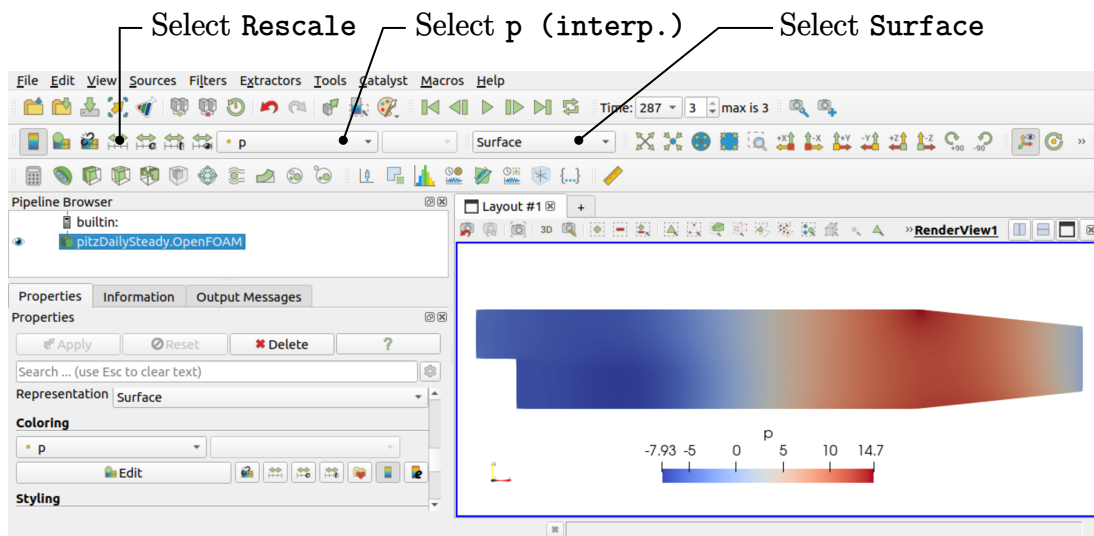 Select Rescale Select p (interp.) Select Surface
File Edit View Sources Filters Extractors Tools Catalyst Macros Help
Time: 287 3 max is 3
p Surface +X -X +Y -Y +Z -Z +90 -90 »
{...}
Pipeline Browser
builtin:
pitzDailySteady.OpenFOAM
Layout #1 +
3D » RenderView1
Properties Information Output Messages
Properties
Apply Reset Delete ?
Search ... (use Esc to clear text)
Representation Surface
Coloring
p
Edit
Styling
p
-7.93 -5 0 5 10 14.7